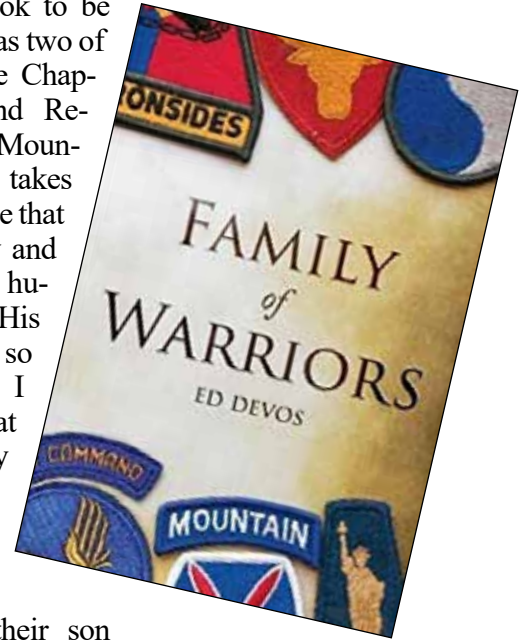 ok to be
as two of
e Chap-
nd Re-
Moun-
takes
e that
and
hu-
His
so
I
at
y
ONSIDES
FAMILY
of
WARRIORS
ED DEVOS
COMMAND
MOUNTAIN
their son